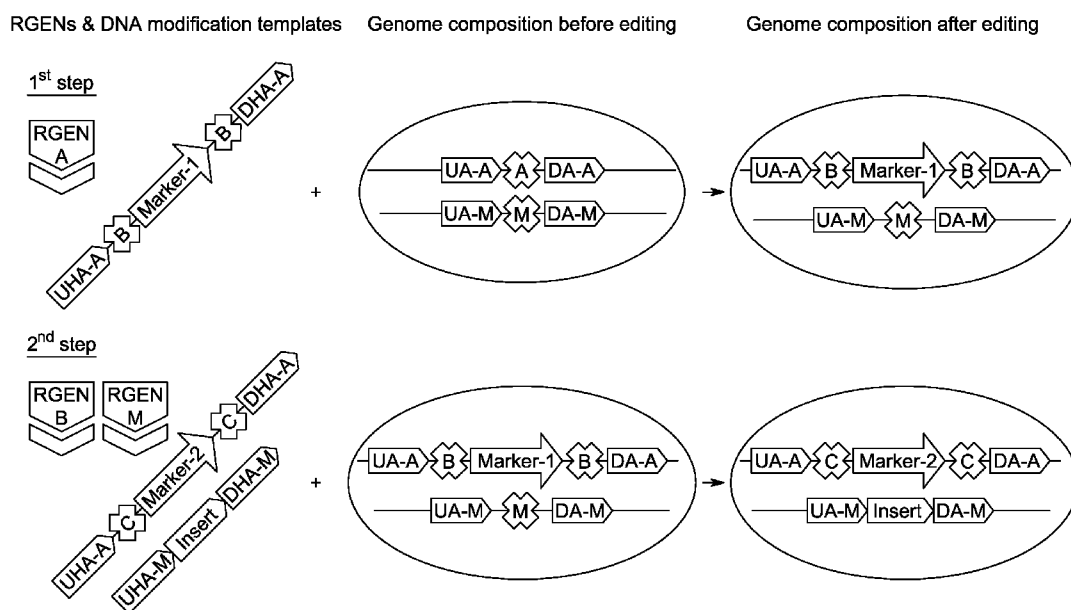 RGENs & DNA modification templates
Genome composition before editing
Genome composition after editing
1st step
RGEN
A
UHA-A B Marker-1 B DHA-A
+
UA-A A DA-A
UA-M M DA-M
UA-A B Marker-1 B DA-A
UA-M M DA-M
2nd step
RGEN
B
RGEN
M
UHA-A C Marker-2 C DHA-A
UHA-M Insert DHA-M
+
UA-A B Marker-1 B DA-A
UA-M M DA-M
UA-A C Marker-2 C DA-A
UA-M Insert DA-M